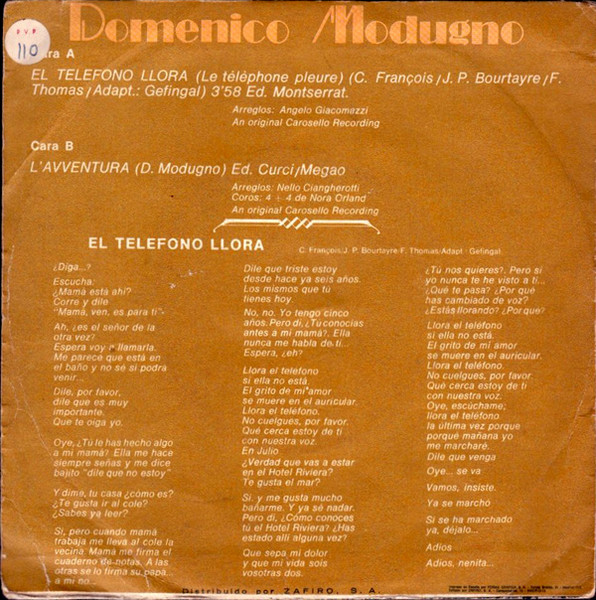 P.V.P.
110
Domenico Modugno
Cara A
EL TELEFONO LLORA (Le téléphone pleure) (C. François/J. P. Bourtayre/F.
Thomas/Adapt.: Gefingal) 3'58 Ed. Montserrat.
Arreglos: Angelo Giacomazzi
An original Carosello Recording
Cara B
L'AVVENTURA (D. Modugno) Ed. Curci/Megao
Arreglos: Nello Ciangherotti
Coros: 4 + 4 de Nora Orland
An original Carosello Recording
EL TELEFONO LLORA
C. François/J. P. Bourtayre/F. Thomas/Adapt.: Gefingal.
¿Diga...?
Escucha:
¿Mamá está ahí?
Corre y dile
"Mamá, ven, es para ti"
Ah, ¿es el señor de la
otra vez?
Espera voy a llamarla.
Me parece que está en
el baño y no sé si podrá
venir...
Dile, por favor,
dile que es muy
importante.
Que te oiga yo.
Oye, ¿Tú le has hecho algo
a mi mamá? Ella me hace
siempre señas y me dice
bajito "dile que no estoy"
Y dime, tu casa ¿cómo es?
¿Te gusta ir al cole?
¿Sabes ya leer?
Si, pero cuando mamá
trabaja me lleva al cole la
vecina. Mamá me firma el
cuaderno de notas. A las
otras se lo firma su papá...
a mi no...
Dile que triste estoy
desde hace ya seis años.
Los mismos que tú
tienes hoy.
No, no. Yo tengo cinco
años. Pero di, ¿Tu conocías
antes a mi mamá?. Ella
nunca me habla de ti...
Espera, ¿eh?
Llora el teléfono
si ella no está.
El grito de mi amor
se muere en el auricular.
Llora el teléfono.
No cuelgues, por favor.
Qué cerca estoy de ti
con nuestra voz.
En Julio
¿Verdad que vas a estar
en el Hotel Riviera?
Te gusta el mar?
Si, y me gusta mucho
bañarme. Y ya sé nadar.
Pero di, ¿Cómo conoces
tú el Hotel Riviera? ¿Has
estado allí alguna vez?
Que sepa mi dolor
y que mi vida sois
vosotras dos.
¿Tú nos quieres?. Pero si
yo nunca te he visto a ti...
¿Qué te pasa? ¿Por qué
has cambiado de voz?
¿Estás llorando? ¿Por que?
Llora el teléfono
si ella no está.
El grito de mi amor
se muere en el auricular.
Llora el teléfono.
No cuelgues, por favor.
Qué cerca estoy de ti
con nuestra voz.
Oye, escúchame;
llora el teléfono
la última vez porque
porqué mañana yo
me marcharé.
Dile que venga
Oye... se va
Vamos, insiste.
Ya se marchó
Si se ha marchado
ya, déjalo...
Adios
Adios, nenita...
Distribuido por ZAFIRO, S. A.